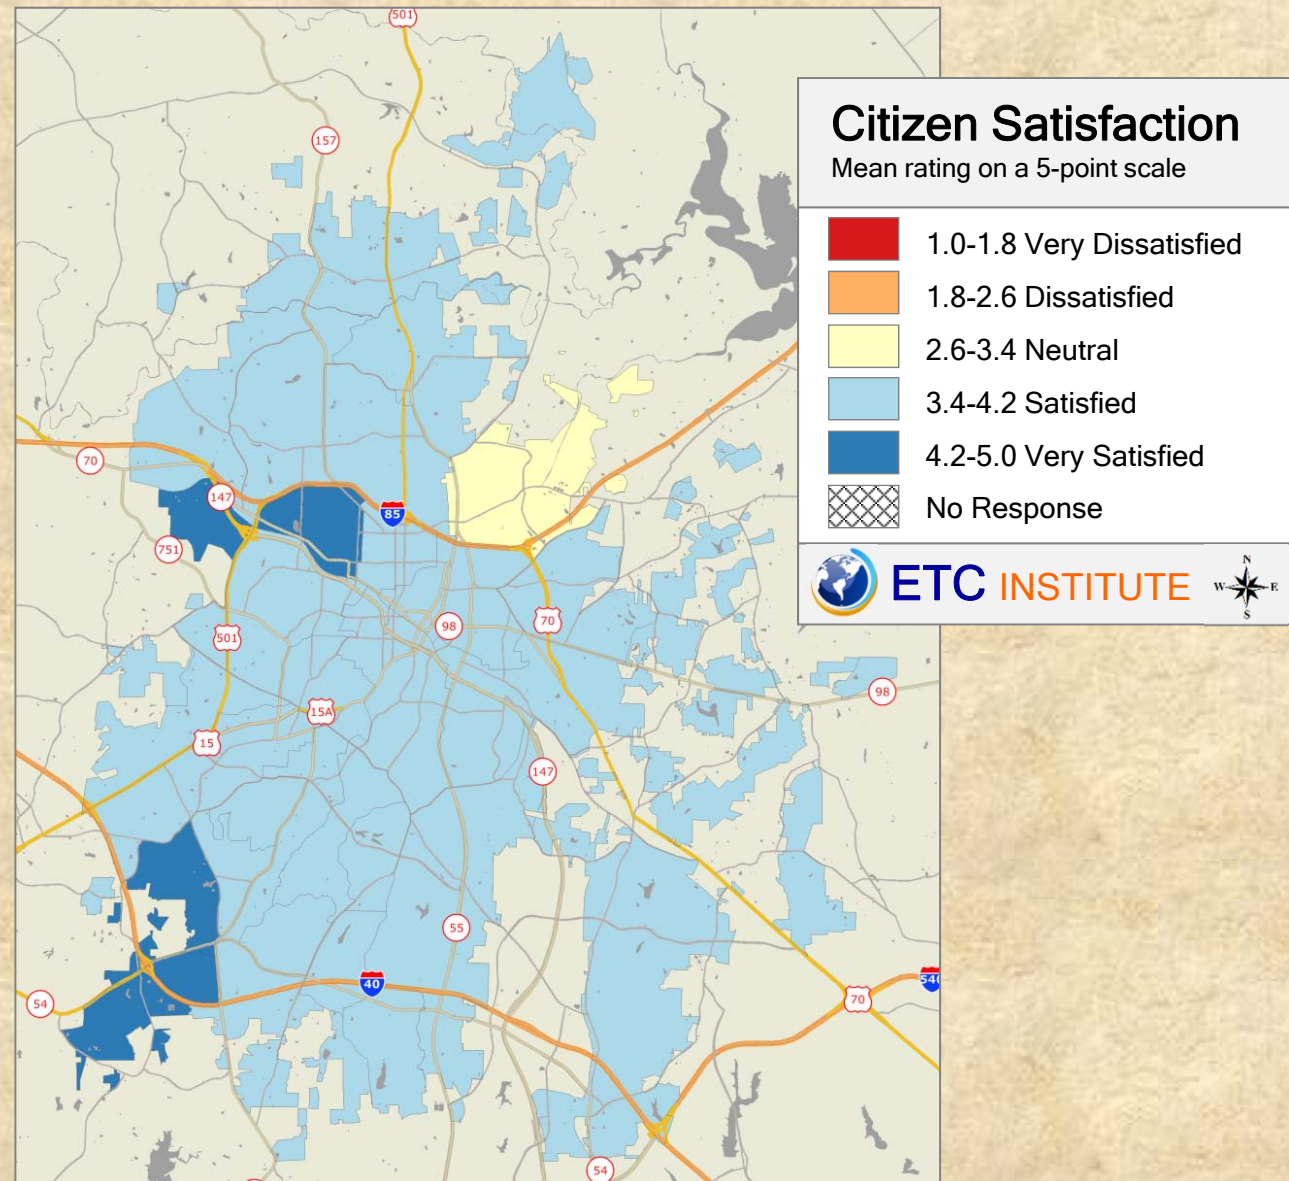 501
157
Citizen Satisfaction
Mean rating on a 5-point scale
1.0-1.8 Very Dissatisfied
1.8-2.6 Dissatisfied
2.6-3.4 Neutral
3.4-4.2 Satisfied
4.2-5.0 Very Satisfied
No Response
ETC INSTITUTE
N
W E
S
70
147
85
751
501
98
70
98
15A
15
147
55
40
54
70
540
54